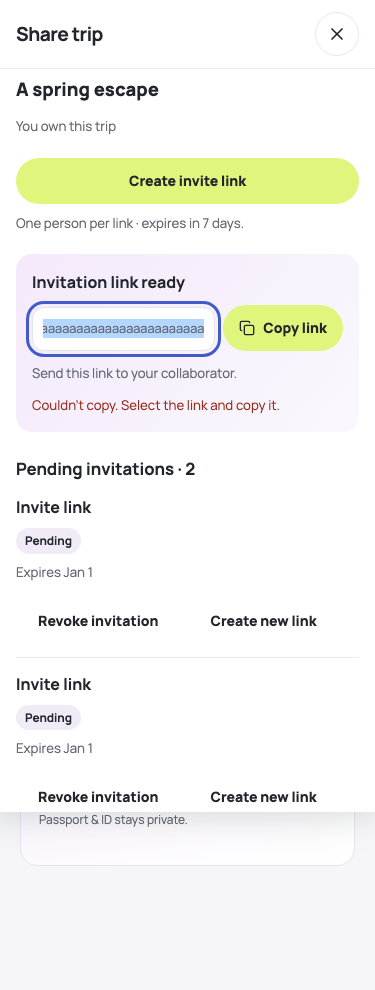 Share trip
A spring escape
You own this trip
Create invite link
One person per link · expires in 7 days.
Invitation link ready
aaaaaaaaaaaaaaaaaaaaaaa
Copy link
Send this link to your collaborator.
Couldn't copy. Select the link and copy it.
Pending invitations · 2
Invite link
Pending
Expires Jan 1
Revoke invitation
Create new link
Invite link
Pending
Expires Jan 1
Revoke invitation
Create new link
Passport & ID stays private.